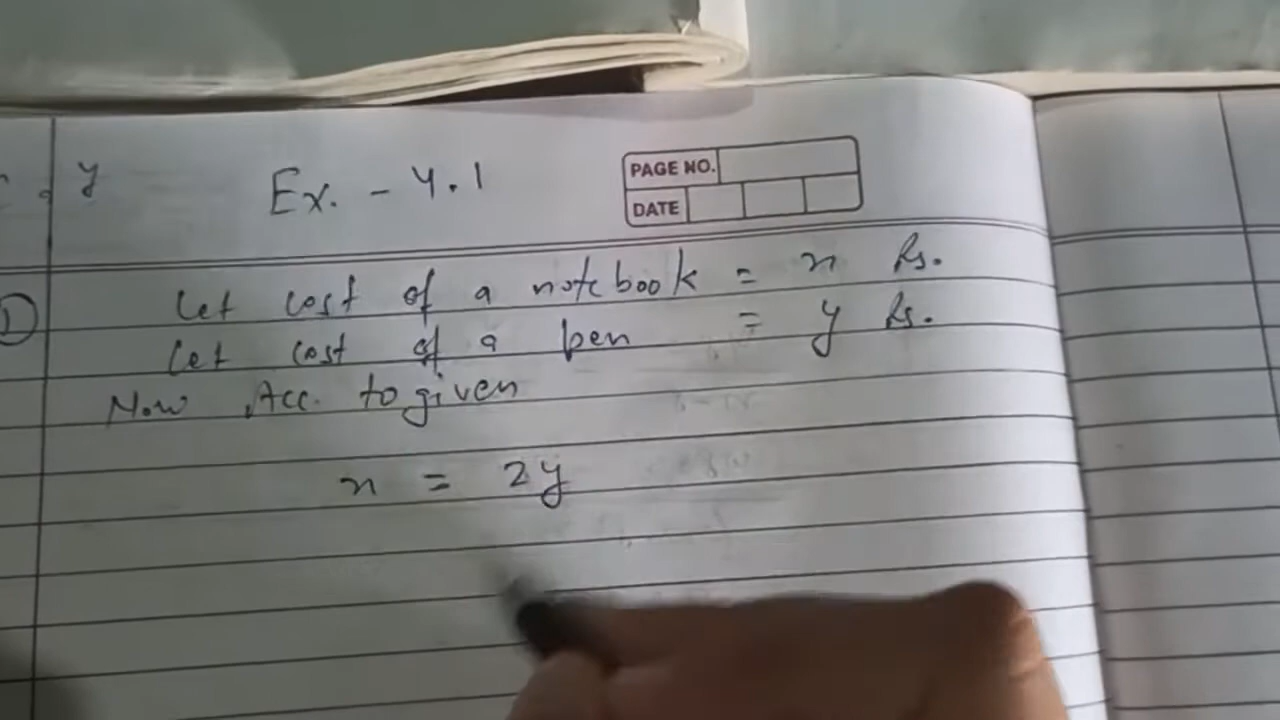 y Ex. - 4.1
PAGE NO.
DATE
1 Let cost of a notebook = x Rs.
Let cost of a pen = y Rs.
Now Acc. to given
x = 2y